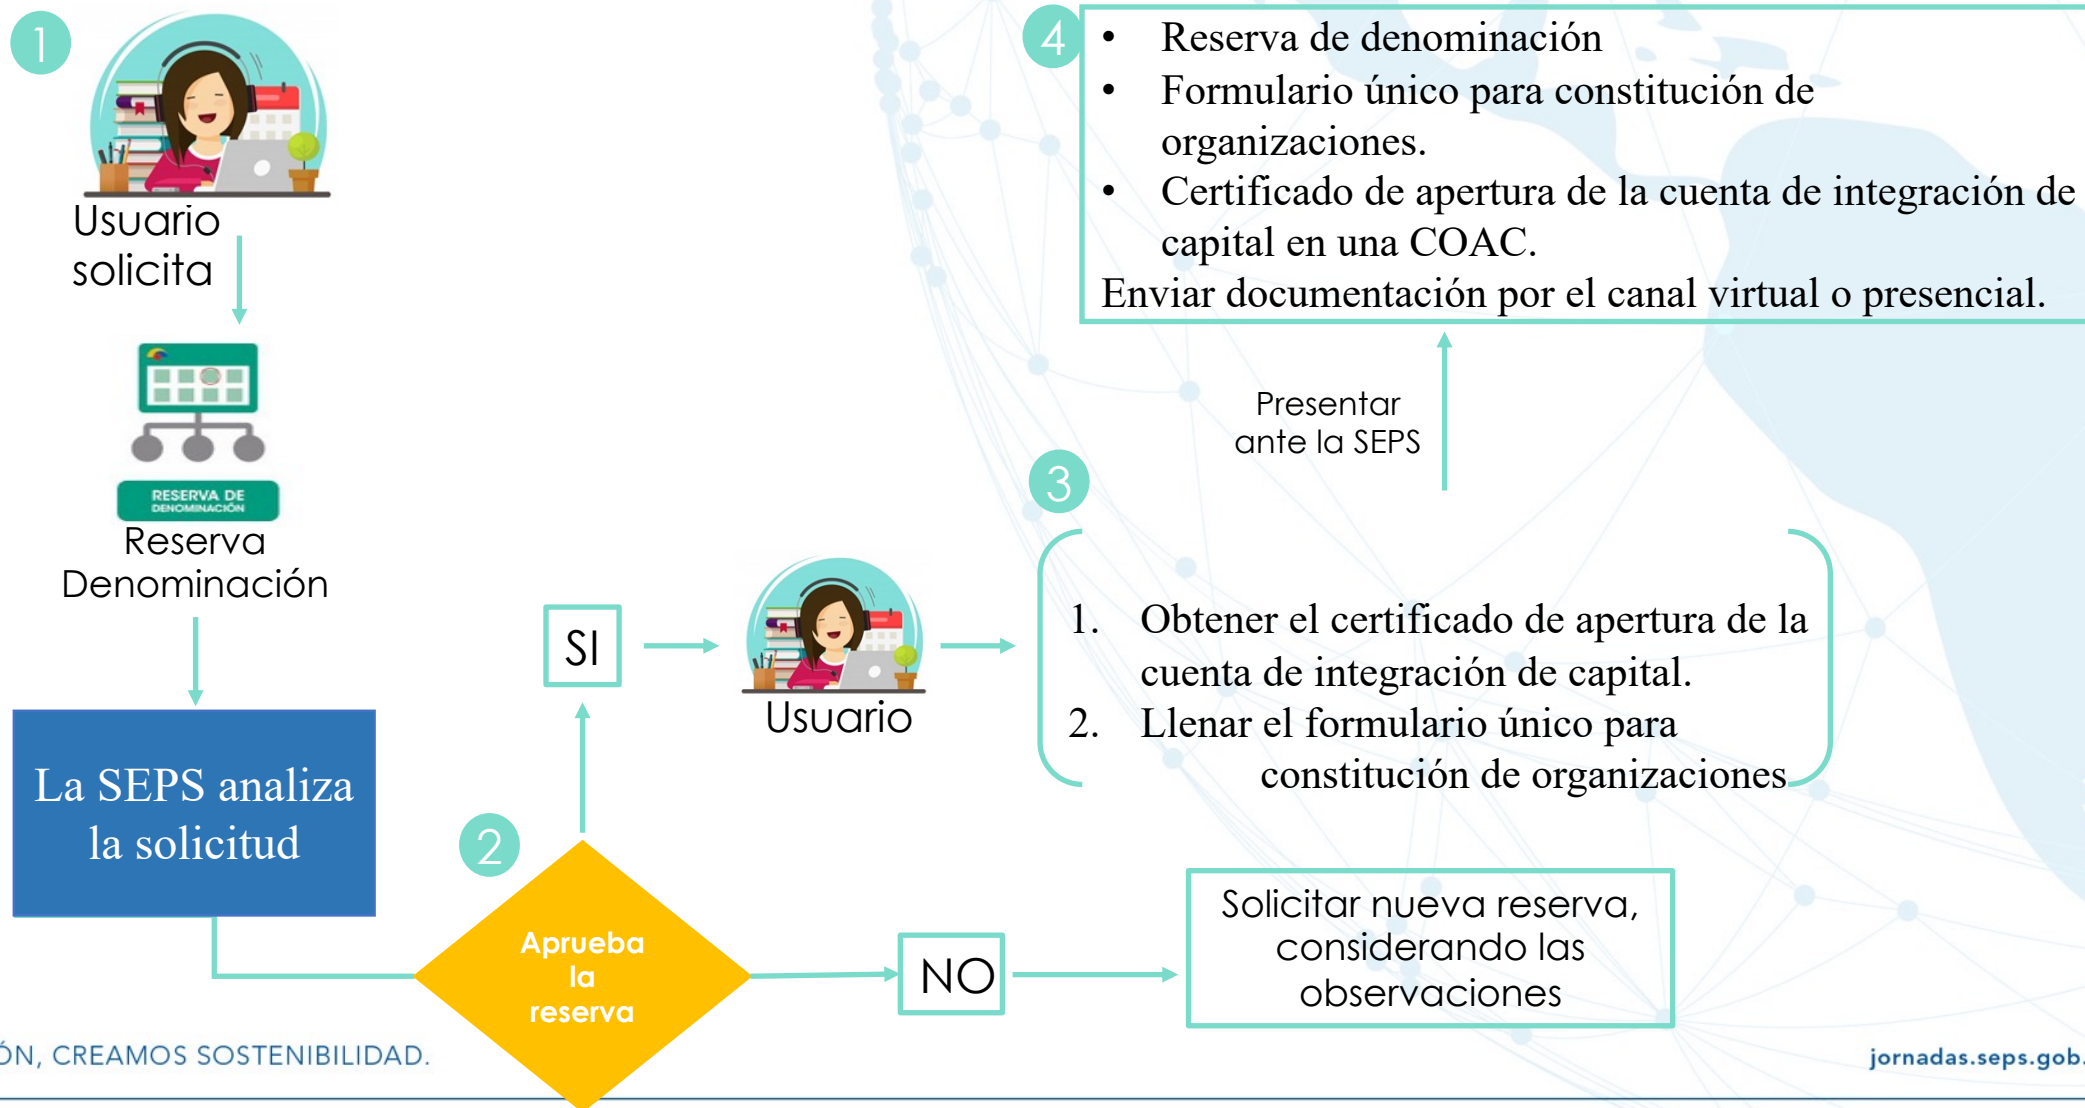 1
Usuario
solicita
RESERVA DE
DENOMINACIÓN
Reserva
Denominación
La SEPS analiza
la solicitud
2
Aprueba
la
reserva
SI
Usuario
NO
Solicitar nueva reserva,
considerando las
observaciones
3
1. Obtener el certificado de apertura de la
cuenta de integración de capital.
2. Llenar el formulario único para
constitución de organizaciones
Presentar
ante la SEPS
4
• Reserva de denominación
• Formulario único para constitución de
organizaciones.
• Certificado de apertura de la cuenta de integración de
capital en una COAC.
Enviar documentación por el canal virtual o presencial.
ÓN, CREAMOS SOSTENIBILIDAD.
jornadas.seps.gob.